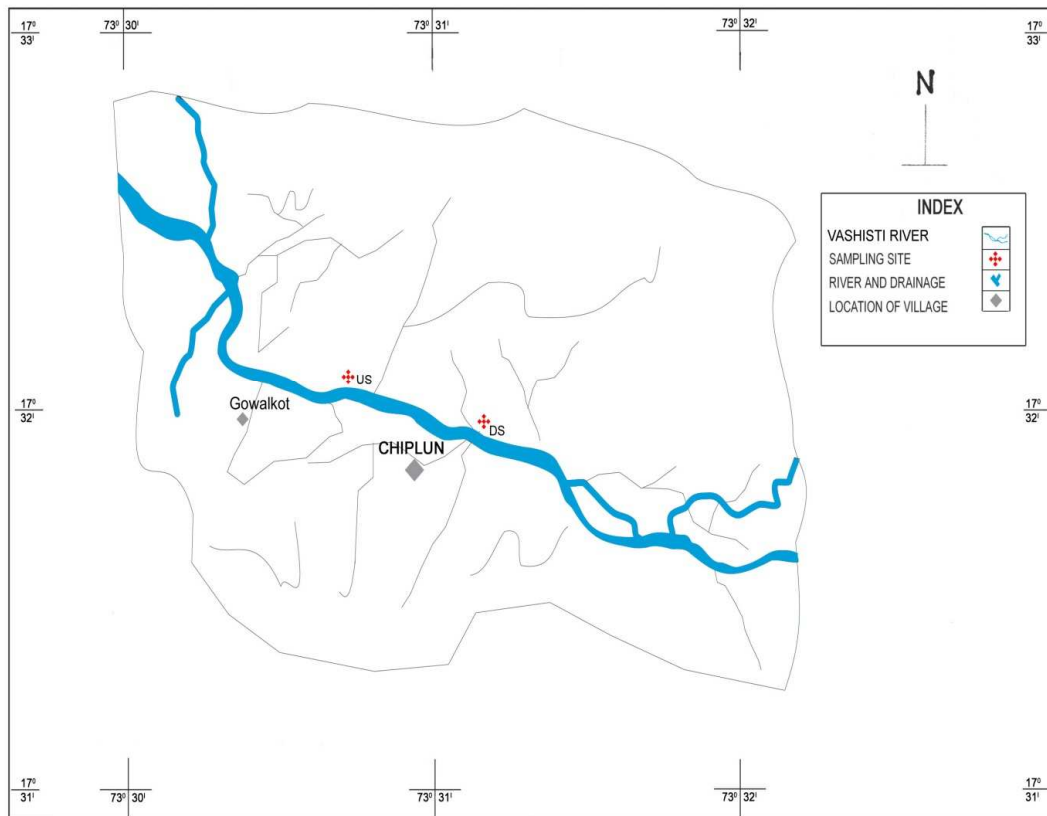 73⁰ 30ˡ
73⁰ 31ˡ
73⁰ 32ˡ
17⁰
33ˡ
17⁰
33ˡ
N
INDEX
VASHISTI RIVER
SAMPLING SITE
RIVER AND DRAINAGE
LOCATION OF VILLAGE
US
Gowalkot
17⁰
32ˡ
17⁰
32ˡ
DS
CHIPLUN
17⁰
31ˡ
17⁰
31ˡ
73⁰ 30ˡ
73⁰ 31ˡ
73⁰ 32ˡ